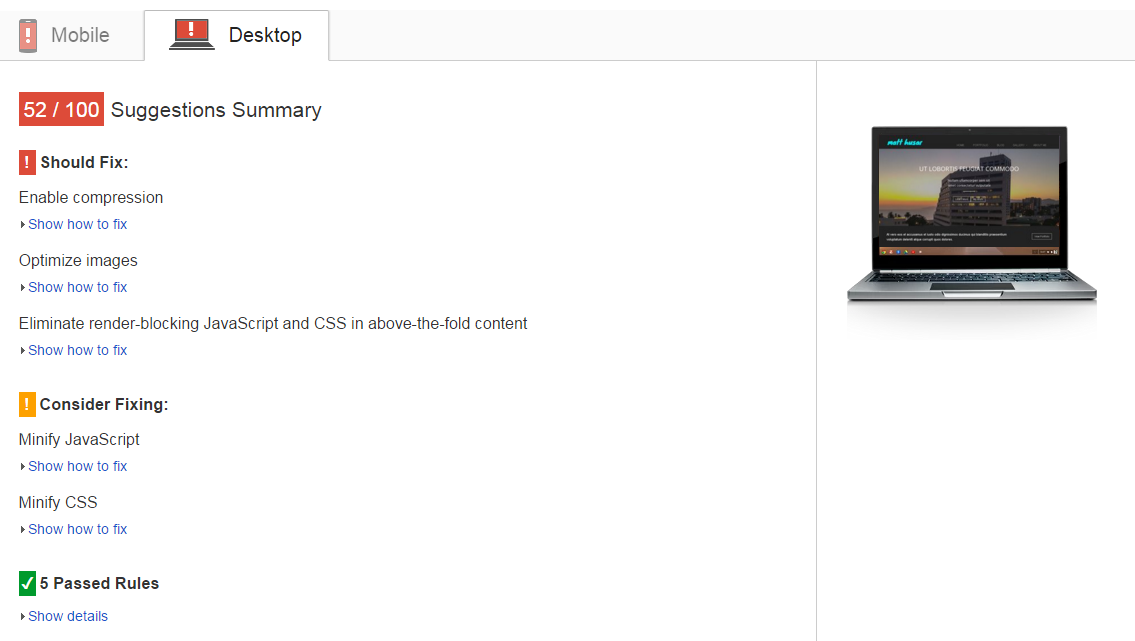 Mobile
Desktop
52 / 100 Suggestions Summary
! Should Fix:
Enable compression
Show how to fix
Optimize images
Show how to fix
Eliminate render-blocking JavaScript and CSS in above-the-fold content
Show how to fix
! Consider Fixing:
Minify JavaScript
Show how to fix
Minify CSS
Show how to fix
5 Passed Rules
Show details
matt huzar
UT LOBORTIS FEUGIAT COMMODO